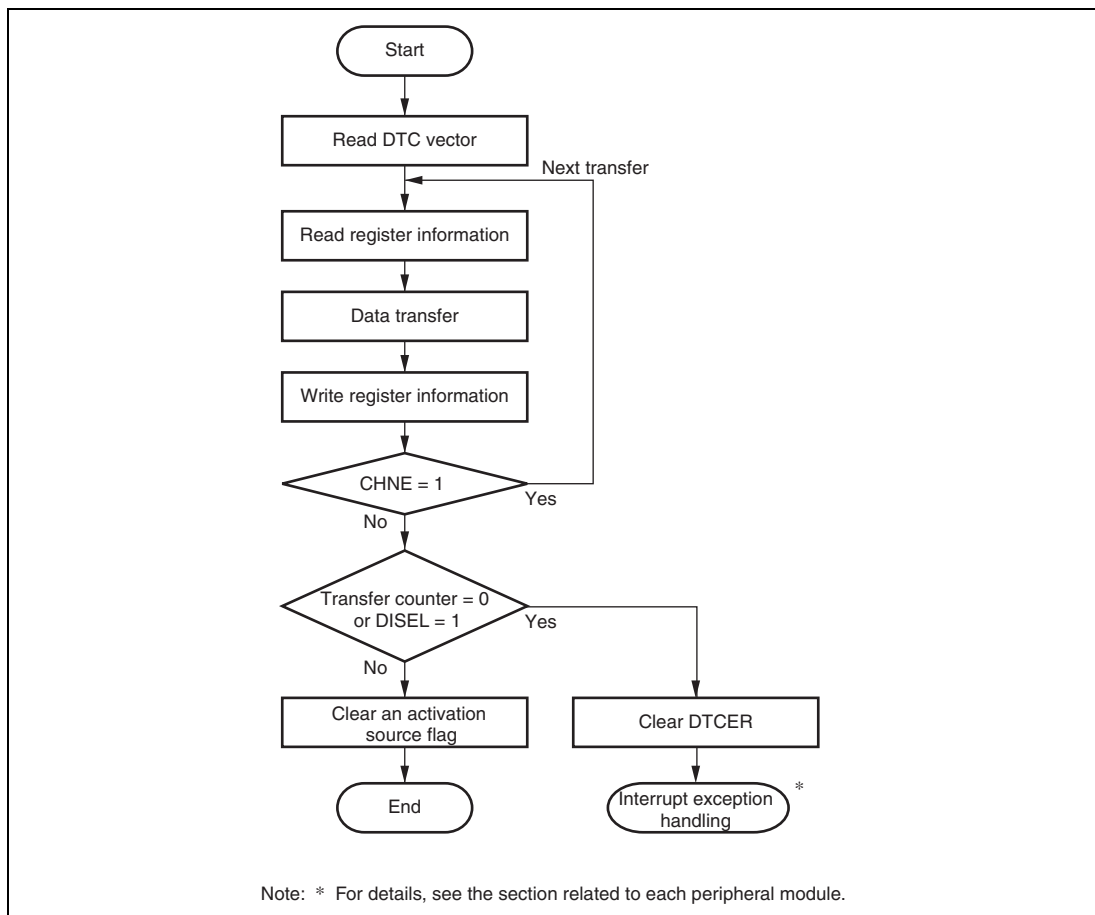 Start
Read DTC vector
Next transfer
Read register information
Data transfer
Write register information
CHNE = 1
Yes
No
Transfer counter = 0
or DISEL = 1
Yes
No
Clear an activation
source flag
Clear DTCER
End
Interrupt exception
handling
*
Note: * For details, see the section related to each peripheral module.